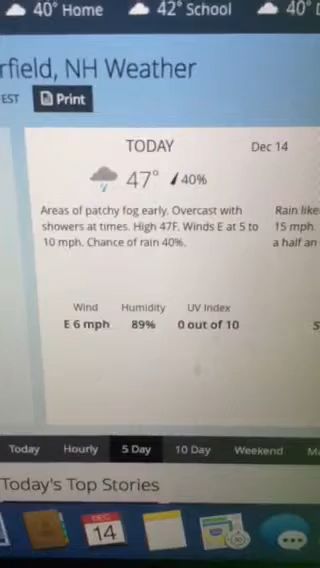 40° Home 42° School 40°
rfield, NH Weather
EST Print
TODAY Dec 14
47° 40%
Areas of patchy fog early. Overcast with
showers at times. High 47F. Winds E at 5 to
10 mph. Chance of rain 40%.
Rain like
15 mph.
a half an
Wind Humidity UV Index
E 6 mph 89% 0 out of 10
S
Today Hourly 5 Day 10 Day Weekend
Today's Top Stories
DEC
14